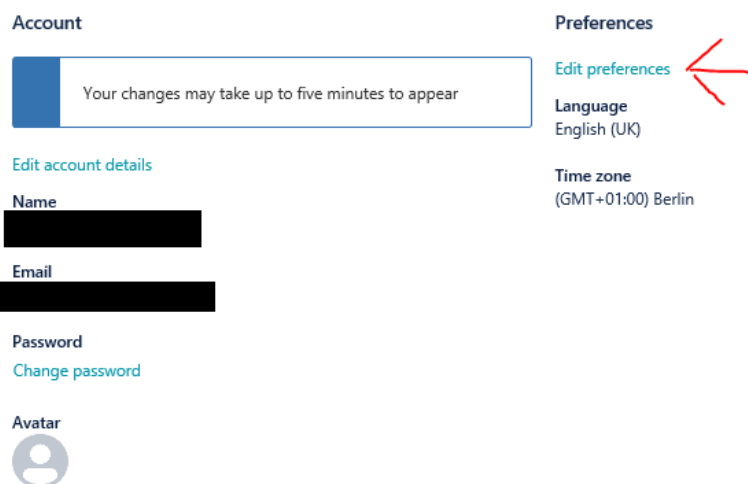 Account
Your changes may take up to five minutes to appear
Edit account details
Name
Email
Password
Change password
Avatar
Preferences
Edit preferences
Language
English (UK)
Time zone
(GMT+01:00) Berlin